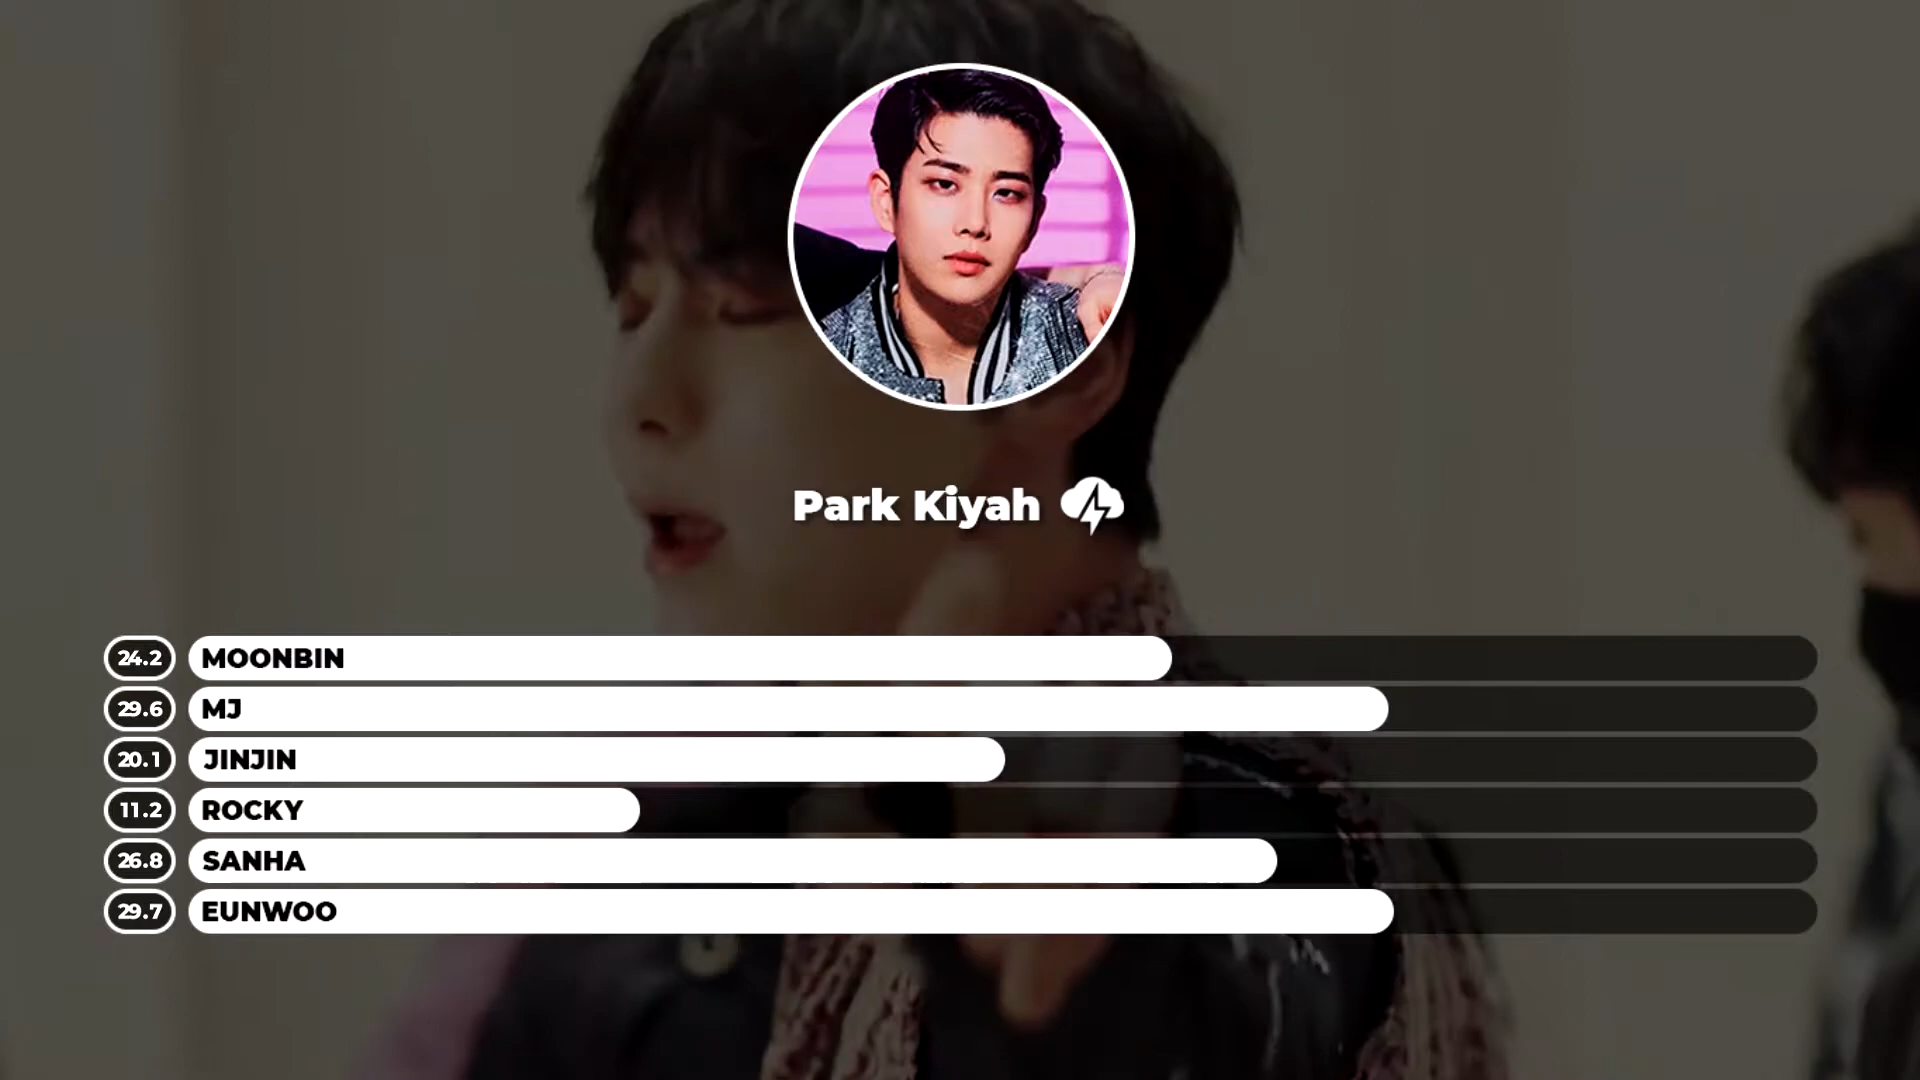 Park Kiyah
24.2 MOONBIN
29.6 MJ
20.1 JINJIN
11.2 ROCKY
26.8 SANHA
29.7 EUNWOO